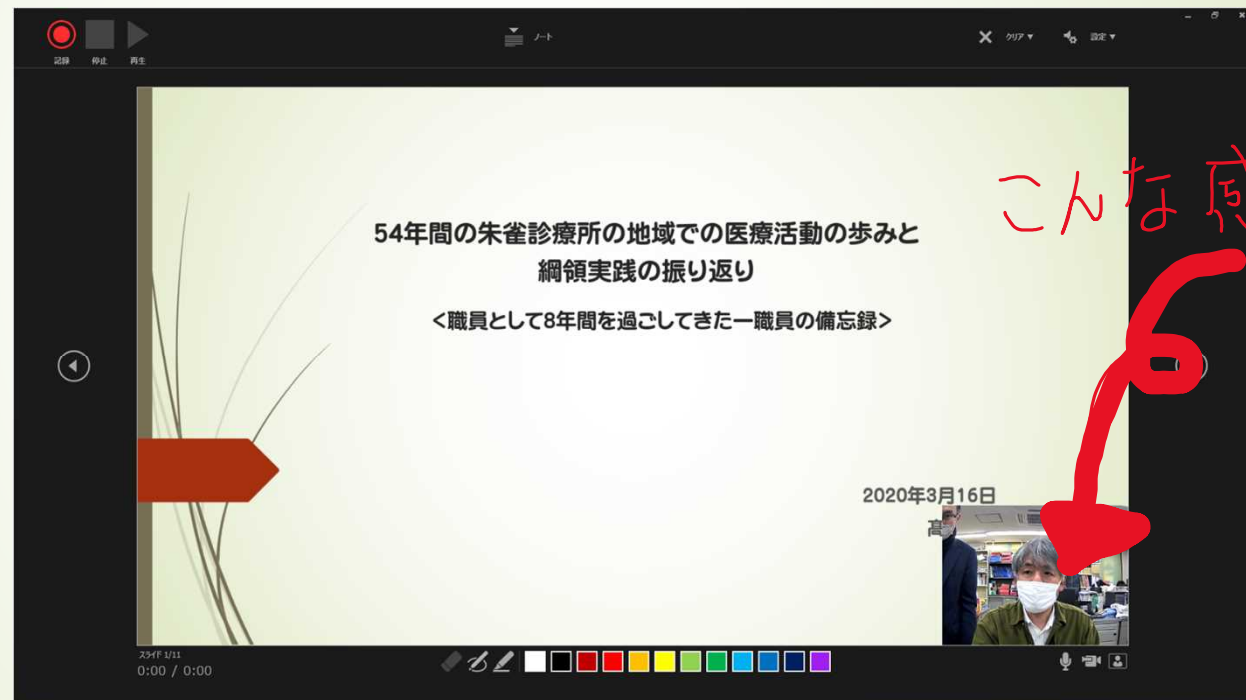 ノート
クリア
設定
記録
停止
再生
こんな感
54年間の朱雀診療所の地域での医療活動の歩みと
綱領実践の振り返り
<職員として8年間を過ごしてきた一職員の備忘録>
2020年3月16日
高
スライド 1/11
0:00 / 0:00